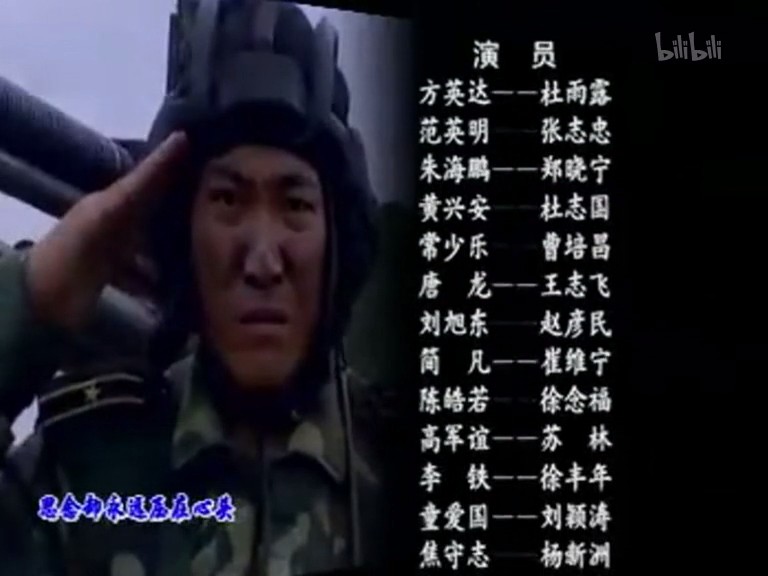 bilibili
演 员
方英达——杜雨露
范英明——张志忠
朱海鹏——郑晓宁
黄兴安——杜志国
常少乐——曹培昌
唐 龙——王志飞
刘旭东——赵彦民
简 凡——崔维宁
陈皓若——徐念福
高军谊——苏 林
李 铁——徐丰年
童爱国——刘颖涛
焦守志——杨新洲
思念却永远压在心头